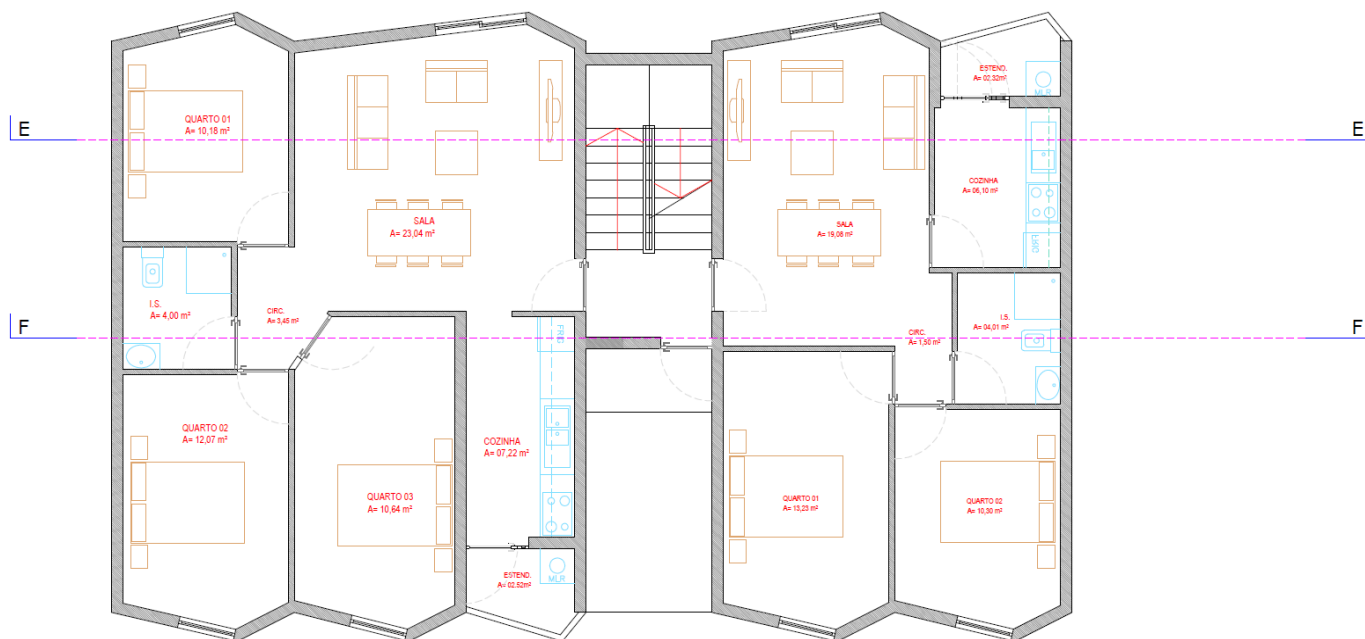 ESTEND.
A= 02,32m²
MLR
QUARTO 01
A= 10,18 m²
E
E
COZINHA
A= 06,10 m²
SALA
A= 23,04 m²
SALA
A= 19,08 m²
FRG
I.S.
A= 4,00 m²
CIRC.
A= 3,45 m²
I.S.
A= 04,01 m²
F
F
FRG
CIRC.
A= 1,50 m²
QUARTO 02
A= 12,07 m²
COZINHA
A= 07,22 m²
QUARTO 03
A= 10,64 m²
QUARTO 01
A= 13,23 m²
QUARTO 02
A= 10,30 m²
ESTEND.
A= 02,52m²
MLR